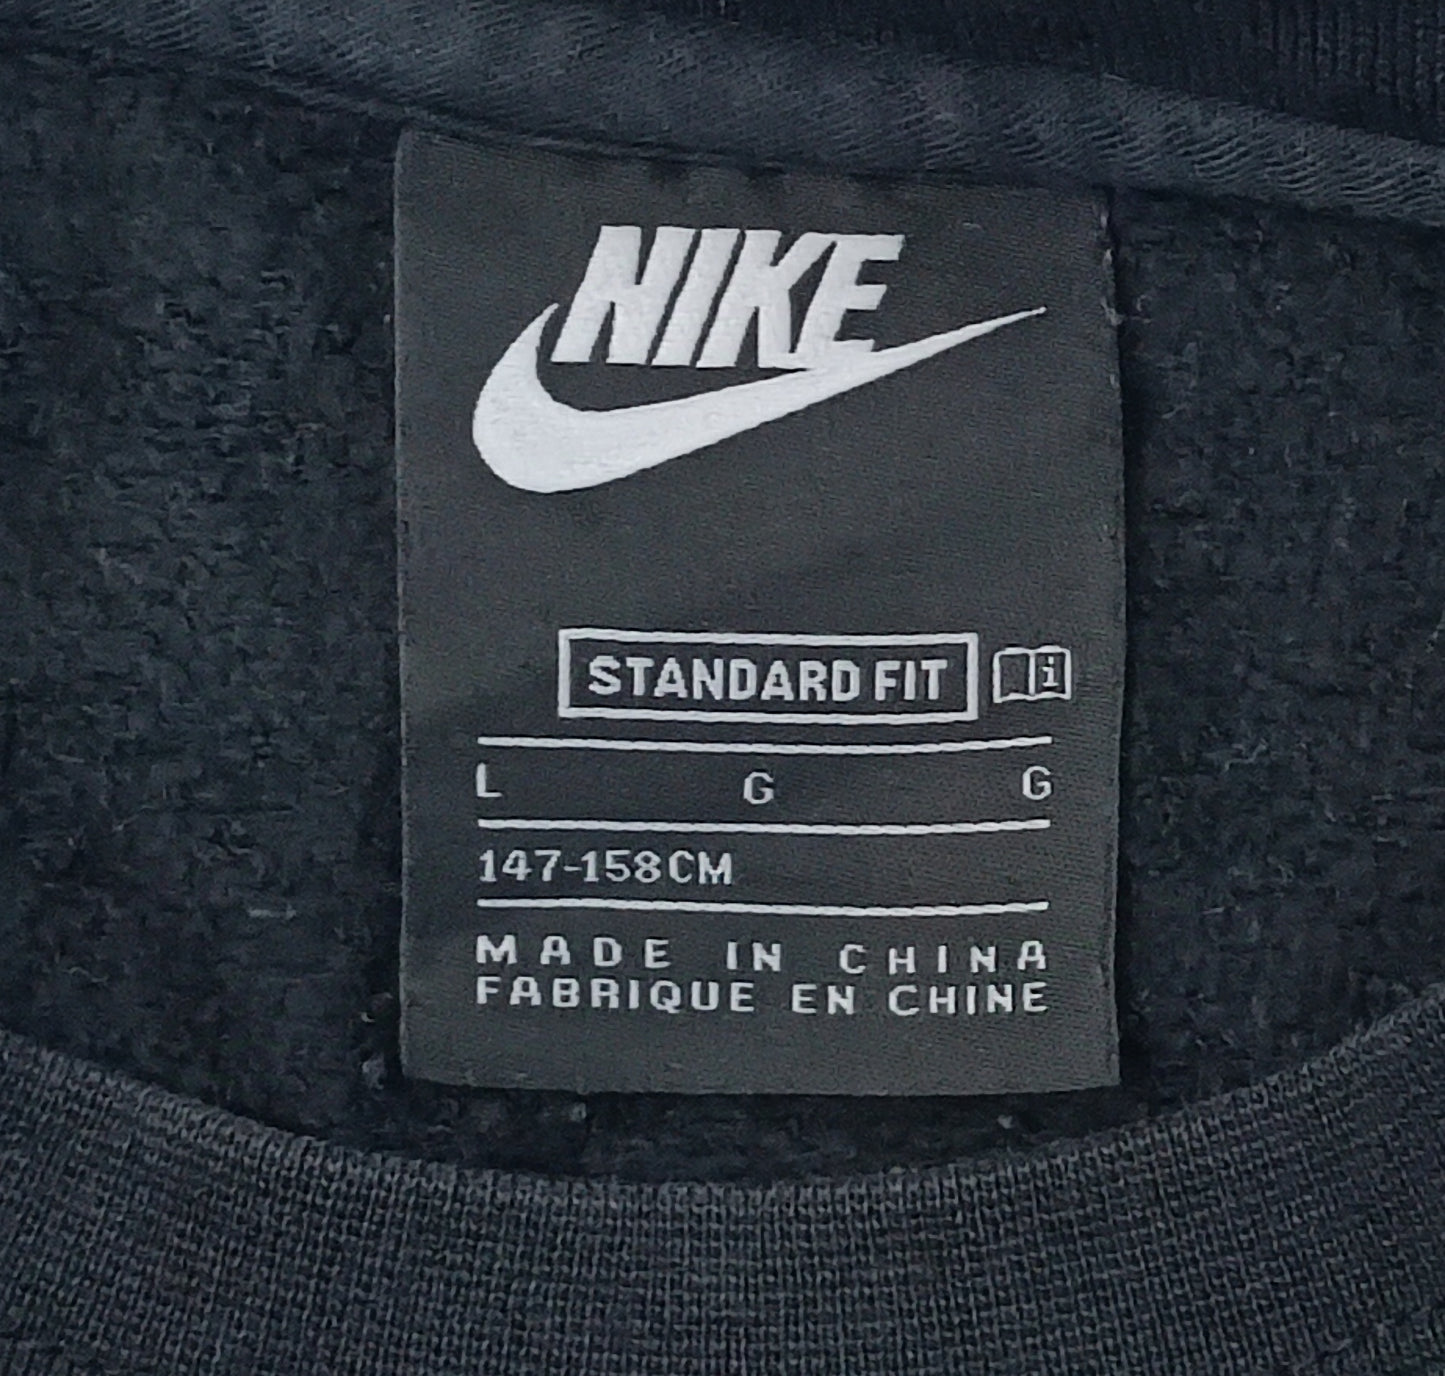 NIKE
STANDARD FIT i
L G G
147-158CM
MADE IN CHINA
FABRIQUE EN CHINE